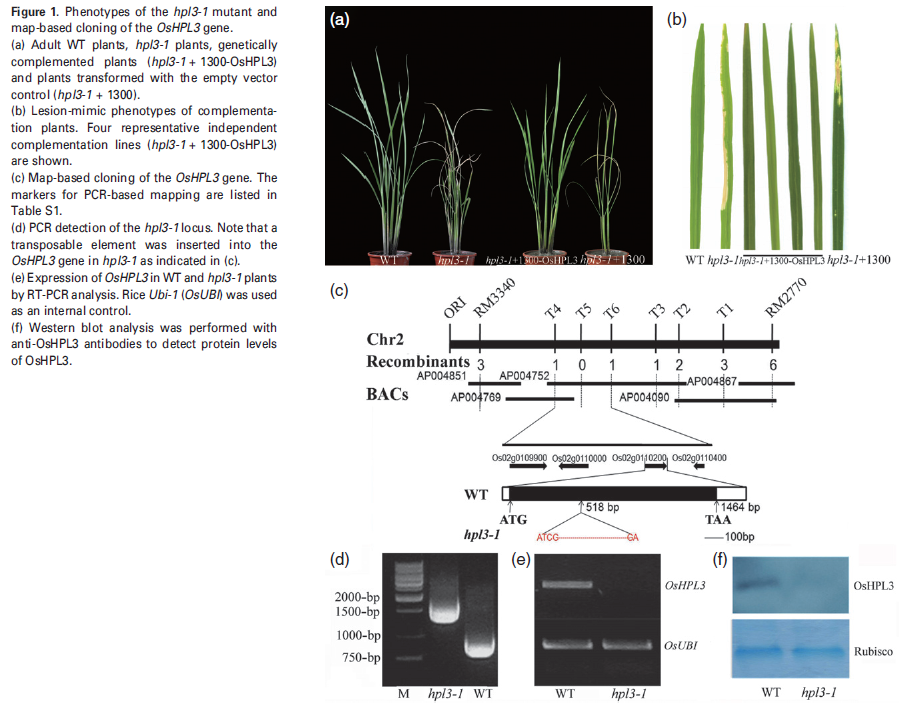 Figure 1. Phenotypes of the hpl3-1 mutant and
map-based cloning of the OsHPL3 gene.
(a) Adult WT plants, hpl3-1 plants, genetically
complemented plants (hpl3-1 + 1300-OsHPL3)
and plants transformed with the empty vector
control (hpl3-1 + 1300).
(b) Lesion-mimic phenotypes of complementa-
tion plants. Four representative independent
complementation lines (hpl3-1 + 1300-OsHPL3)
are shown.
(c) Map-based cloning of the OsHPL3 gene. The
markers for PCR-based mapping are listed in
Table S1.
(d) PCR detection of the hpl3-1 locus. Note that a
transposable element was inserted into the
OsHPL3 gene in hpl3-1 as indicated in (c).
(e) Expression of OsHPL3 in WT and hpl3-1 plants
by RT-PCR analysis. Rice Ubi-1 (OsUBI) was used
as an internal control.
(f) Western blot analysis was performed with
anti-OsHPL3 antibodies to detect protein levels
of OsHPL3.
(a)
WT hpl3-1 hpl3-1+1300-OsHPL3 hpl3-1+1300
(b)
WT hpl3-1 hpl3-1+1300-OsHPL3 hpl3-1+1300
(c)
ORI RM3340 T4 T5 T6 T3 T2 T1 RM2770
Chr2
Recombinants 3 1 0 1 1 2 3 6
AP004851 AP004752 AP004867
BACs AP004769 AP004090
Os02g0109900 Os02g0110000 Os02g0110200 Os02g0110400
WT
518 bp 1464 bp
ATG TAA
hpl3-1 ATCG GA 100bp
(d)
2000-bp
1500-bp
1000-bp
750-bp
M hpl3-1 WT
(e)
OsHPL3
OsUBI
WT hpl3-1
(f)
OsHPL3
Rubisco
WT hpl3-1